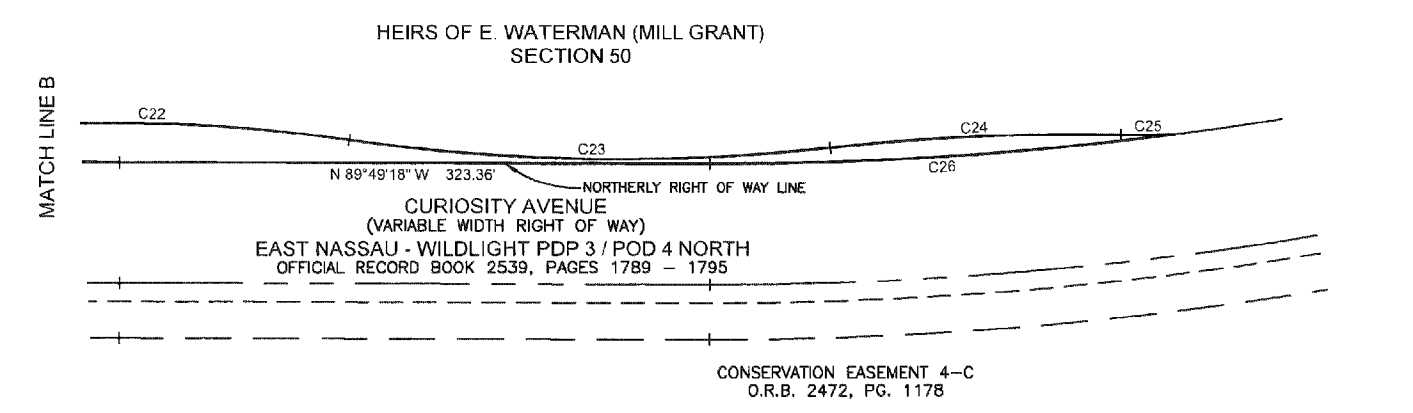 HEIRS OF E. WATERMAN (MILL GRANT)
SECTION 50
MATCH LINE B
C22
C23
C24
C25
C26
N 89°49'18" W 323.36'
NORTHERLY RIGHT OF WAY LINE
CURIOSITY AVENUE
(VARIABLE WIDTH RIGHT OF WAY)
EAST NASSAU - WILDLIGHT PDP 3 / POD 4 NORTH
OFFICIAL RECORD BOOK 2539, PAGES 1789 – 1795
CONSERVATION EASEMENT 4–C
O.R.B. 2472, PG. 1178